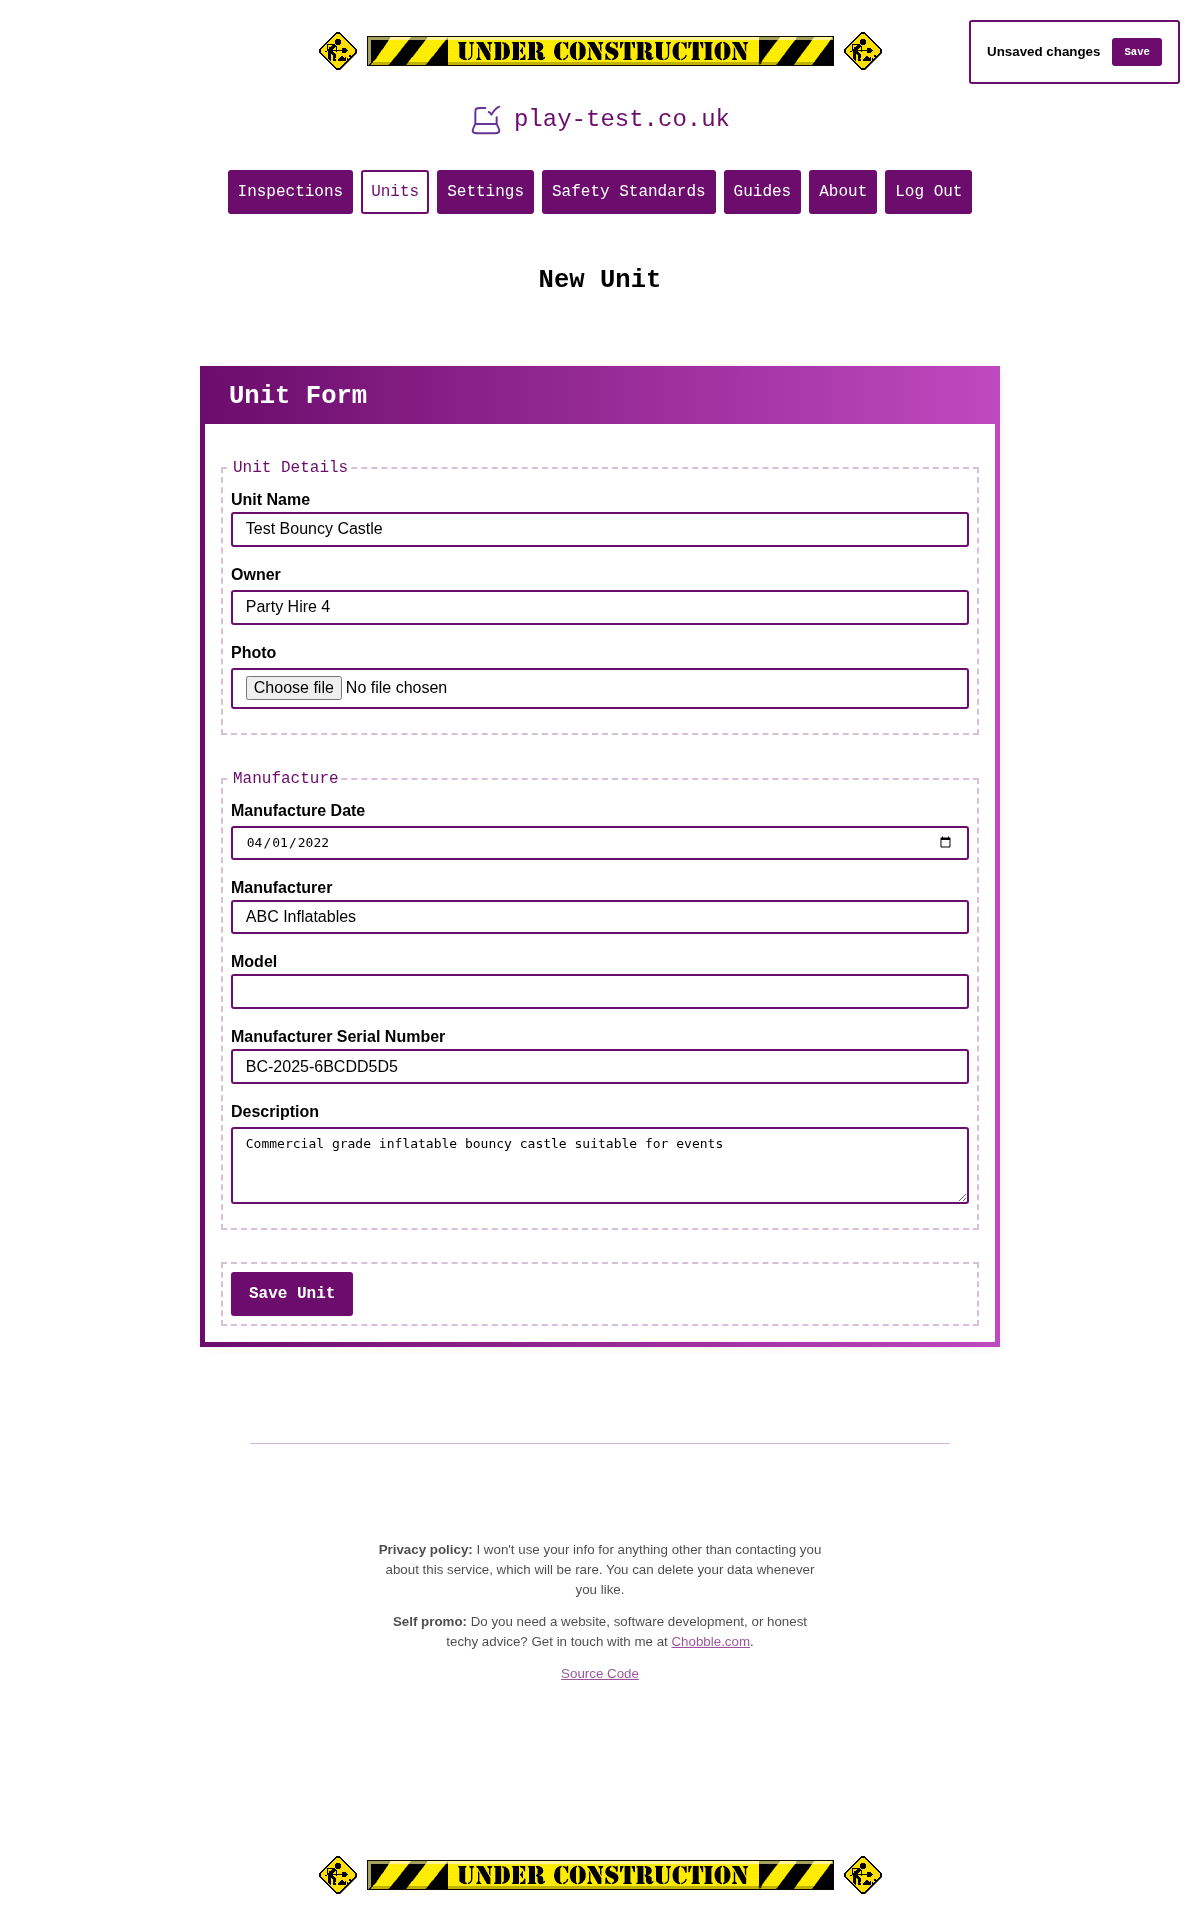 UNDER CONSTRUCTION
Unsaved changes Save
play-test.co.uk
Inspections Units Settings Safety Standards Guides About Log Out
New Unit
Unit Form
Unit Details
Unit Name
Test Bouncy Castle
Owner
Party Hire 4
Photo
Choose file No file chosen
Manufacture
Manufacture Date
04/01/2022
Manufacturer
ABC Inflatables
Model
Manufacturer Serial Number
BC-2025-6BCDD5D5
Description
Commercial grade inflatable bouncy castle suitable for events
Save Unit
Privacy policy: I won't use your info for anything other than contacting you
about this service, which will be rare. You can delete your data whenever
you like.
Self promo: Do you need a website, software development, or honest
techy advice? Get in touch with me at Chobble.com.
Source Code
UNDER CONSTRUCTION